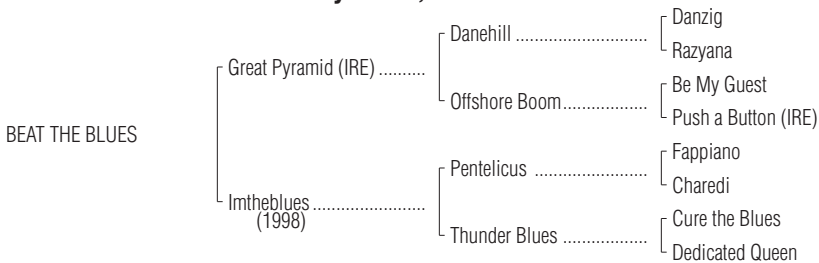 Danzig
Danehill ............................
Razyana
Great Pyramid (IRE) ..........
Be My Guest
Offshore Boom..................
Push a Button (IRE)
BEAT THE BLUES
Fappiano
Pentelicus ........................
Charedi
Imtheblues ........................
(1998)
Cure the Blues
Thunder Blues ..................
Dedicated Queen